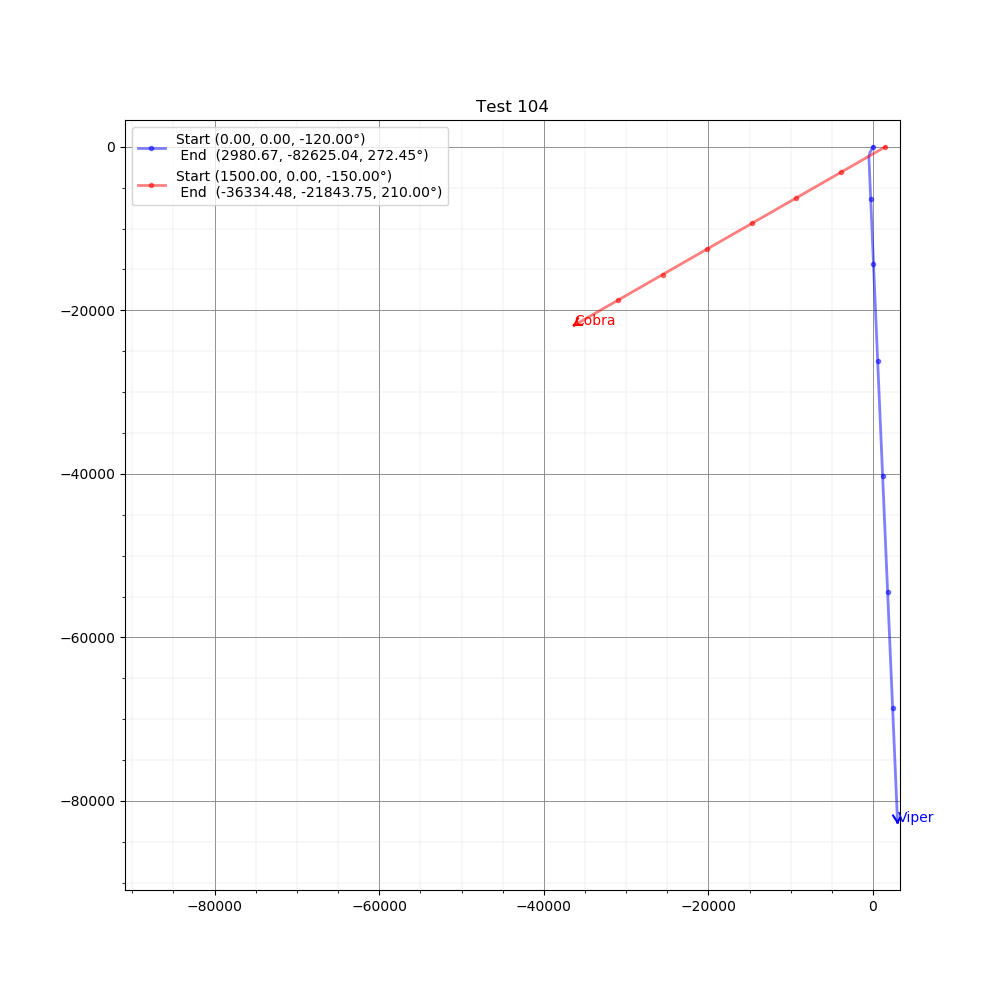 Test 104
Start (0.00, 0.00, -120.00°)
End (2980.67, -82625.04, 272.45°)
Start (1500.00, 0.00, -150.00°)
End (-36334.48, -21843.75, 210.00°)
0
−20000
−40000
−60000
−80000
Cobra
Viper
−80000 −60000 −40000 −20000 0